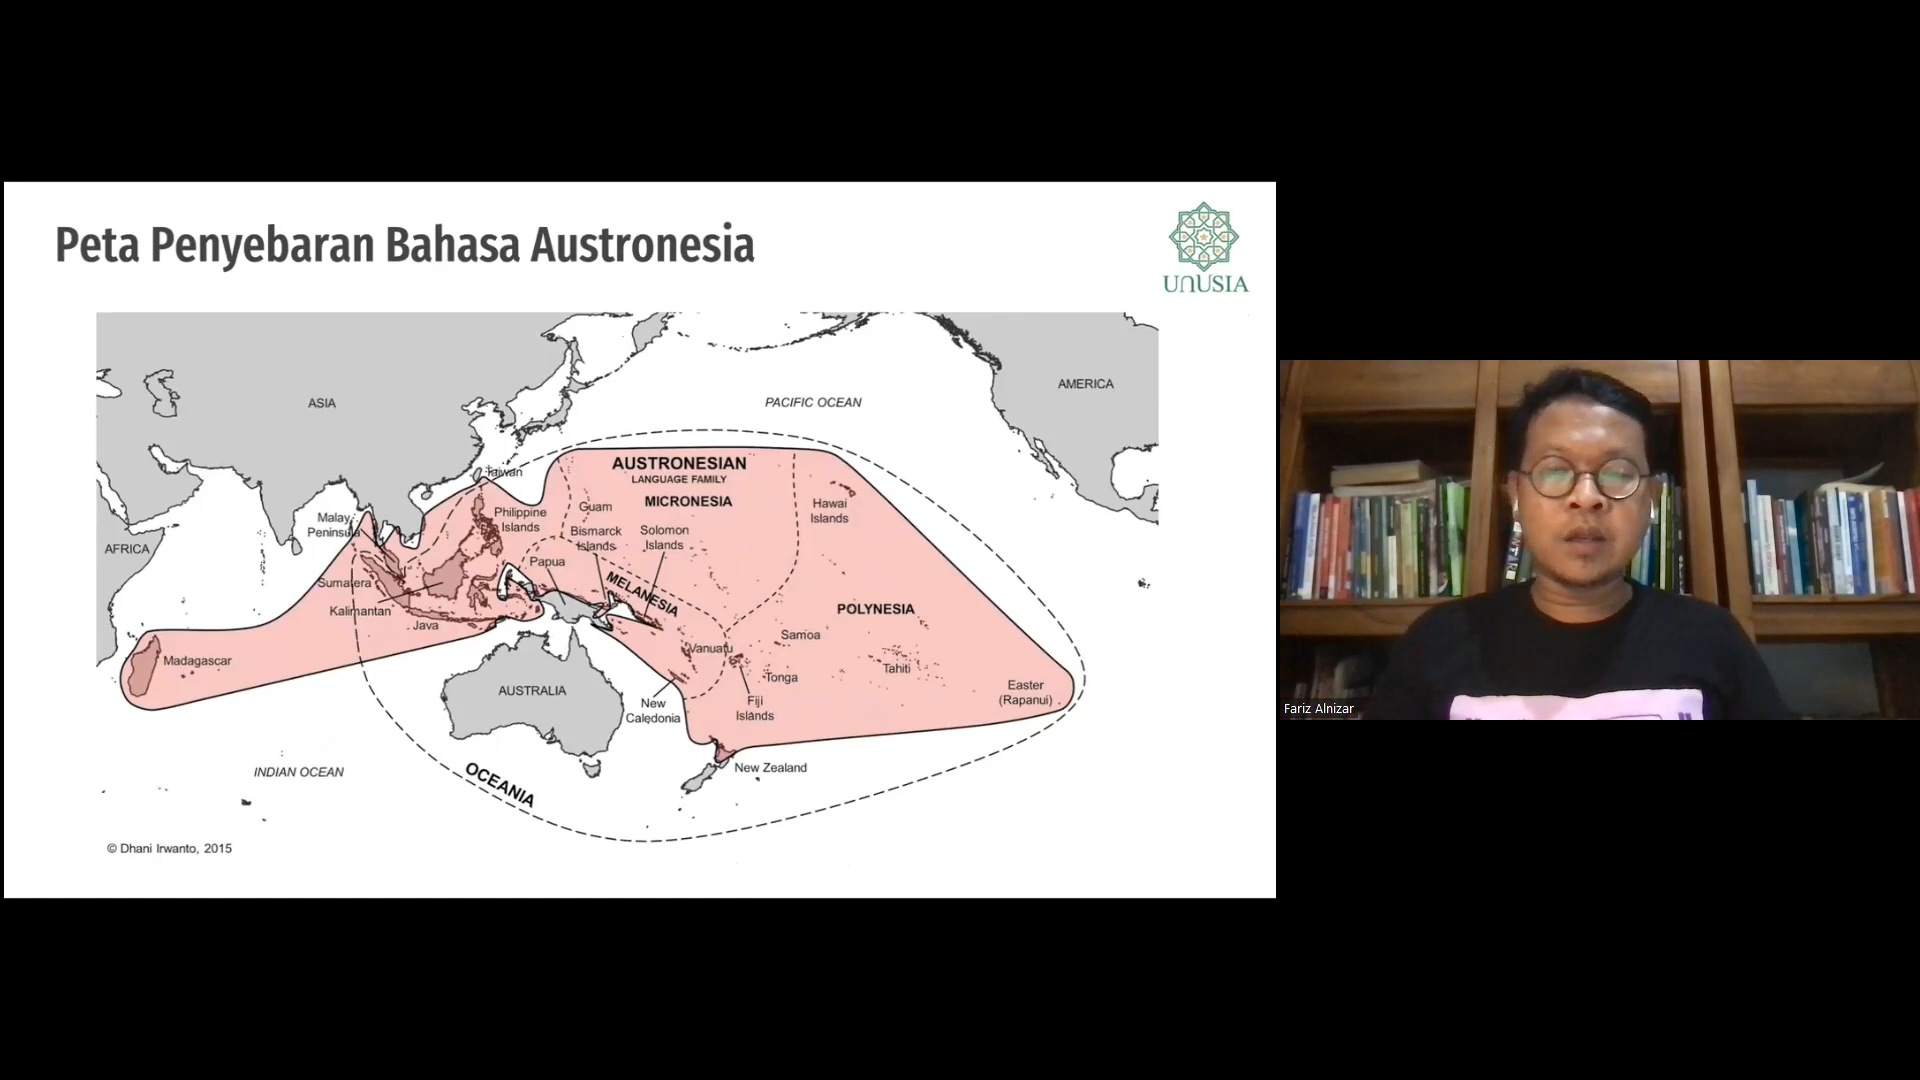 Peta Penyebaran Bahasa Austronesia
UNUSIA
ASIA
PACIFIC OCEAN
AMERICA
Taiwan
AUSTRONESIAN
LANGUAGE FAMILY
MICRONESIA
Malay
Peninsula
Philippine
Islands
Guam
Hawai
Islands
Bismarck
Islands
Solomon
Islands
AFRICA
Papua
MELANESIA
Sumatera
Kalimantan
Java
POLYNESIA
Samoa
Vanuatu
Madagascar
Tahiti
Tonga
AUSTRALIA
Easter
(Rapanui)
New
Caledonia
Fiji
Islands
New Zealand
INDIAN OCEAN
OCEANIA
© Dhani Irwanto, 2015
Fariz Alnizar